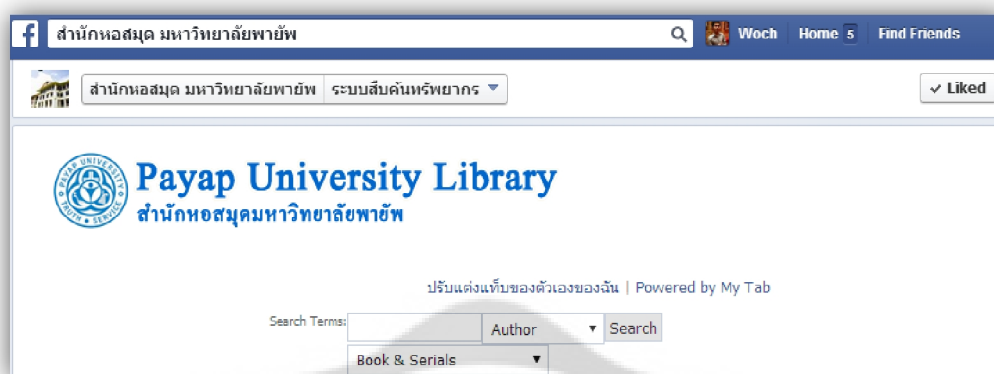 f สำนักหอสมุด มหาวิทยาลัยพายัพ Woch Home 5 Find Friends
สำนักหอสมุด มหาวิทยาลัยพายัพ ระบบสืบค้นทรัพยากร ▼ ✓ Liked
UNIVERSITY
PAYAP
TRUTH SERVICE
Payap University Library
สำนักหอสมุดมหาวิทยาลัยพายัพ
ปรับแต่งแท็บของตัวเองของฉัน | Powered by My Tab
Search Terms: Author ▼ Search
Book & Serials ▼